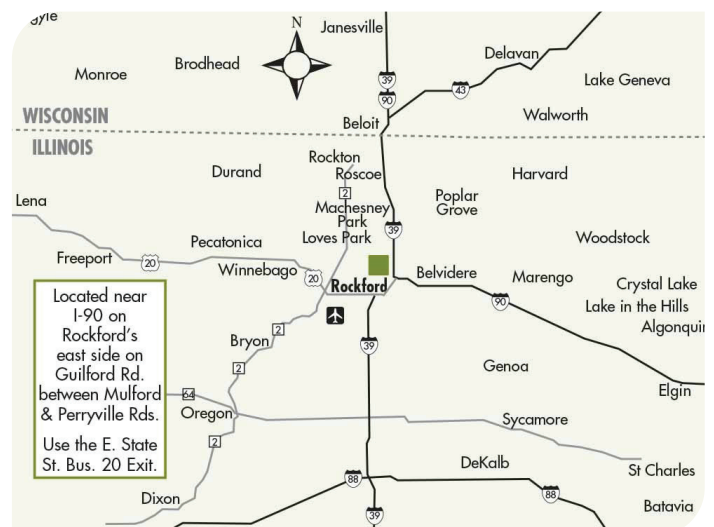 gyle
N
Janesville
Monroe
Brodhead
Delavan
39
90
43
Lake Geneva
Walworth
WISCONSIN
Beloit
ILLINOIS
Rockton
Durand
Roscoe
Harvard
2
Lena
Machesney
Park
Poplar
Grove
39
Loves Park
Woodstock
Pecatonica
Freeport
20
Winnebago
20
Rockford
Belvidere
Marengo
Crystal Lake
90
Lake in the Hills
Algonquin
Located near
I-90 on
Rockford's
east side on
Guilford Rd.
between Mulford
& Perryville Rds.
Use the E. State
St. Bus. 20 Exit.
2
Bryon
39
2
Genoa
Elgin
64
Oregon
Sycamore
2
DeKalb
St Charles
88
88
Dixon
Batavia
39